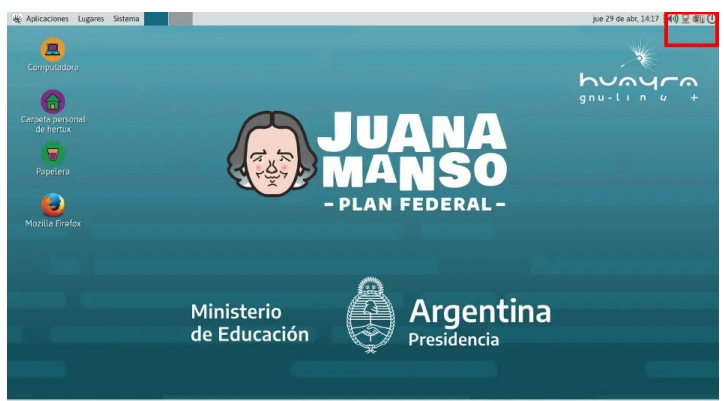 Aplicaciones Lugares Sistema
jue 29 de abr, 14:17
Computadora
Carpeta personal
de hertux
Papelera
Mozilla Firefox
huayra
gnu-linux +
JUANA
MANSO
- PLAN FEDERAL -
Ministerio
de Educación
Argentina
Presidencia